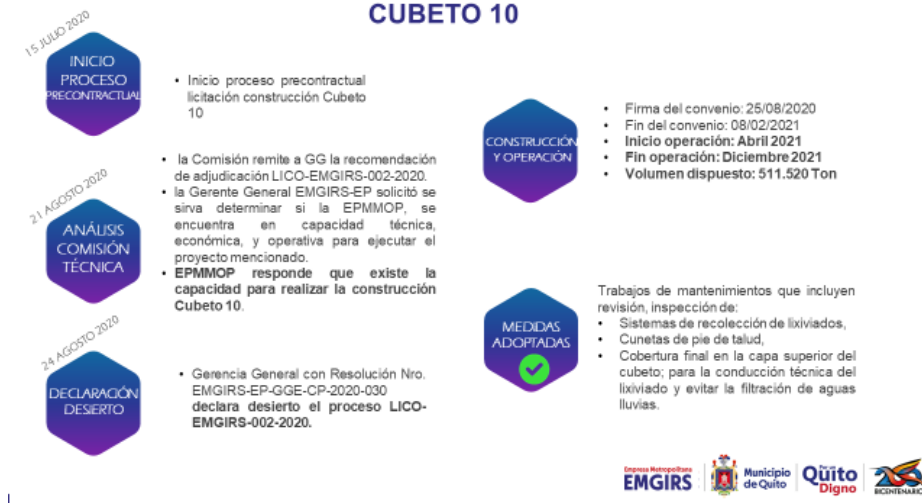 CUBETO 10
15 JULIO 2020
INICIO
PROCESO
PRECONTRACTUAL
• Inicio proceso precontractual
licitación construcción Cubeto
10
21 AGOSTO 2020
ANÁLISIS
COMISIÓN
TÉCNICA
• la Comisión remite a GG la recomendación
de adjudicación LICO-EMGIRS-002-2020.
• la Gerente General EMGIRS-EP solicitó se
sirva determinar si la EPMMOP, se
encuentra en capacidad técnica,
económica, y operativa para ejecutar el
proyecto mencionado.
• EPMMOP responde que existe la
capacidad para realizar la construcción
Cubeto 10.
24 AGOSTO 2020
DECLARACIÓN
DESIERTO
• Gerencia General con Resolución Nro.
EMGIRS-EP-GGE-CP-2020-030
declara desierto el proceso LICO-
EMGIRS-002-2020.
CONSTRUCCIÓN
Y OPERACIÓN
• Firma del convenio: 25/08/2020
• Fin del convenio: 08/02/2021
• Inicio operación: Abril 2021
• Fin operación: Diciembre 2021
• Volumen dispuesto: 511.520 Ton
MEDIDAS
ADOPTADAS
Trabajos de mantenimientos que incluyen
revisión, inspección de:
• Sistemas de recolección de lixiviados,
• Cunetas de pie de talud,
• Cobertura final en la capa superior del
cubeto; para la conducción técnica del
lixiviado y evitar la filtración de aguas
lluvias.
Empresa Metropolitana
EMGIRS
Municipio
de Quito
Por un
Quito
Digno
BICENTENARIO